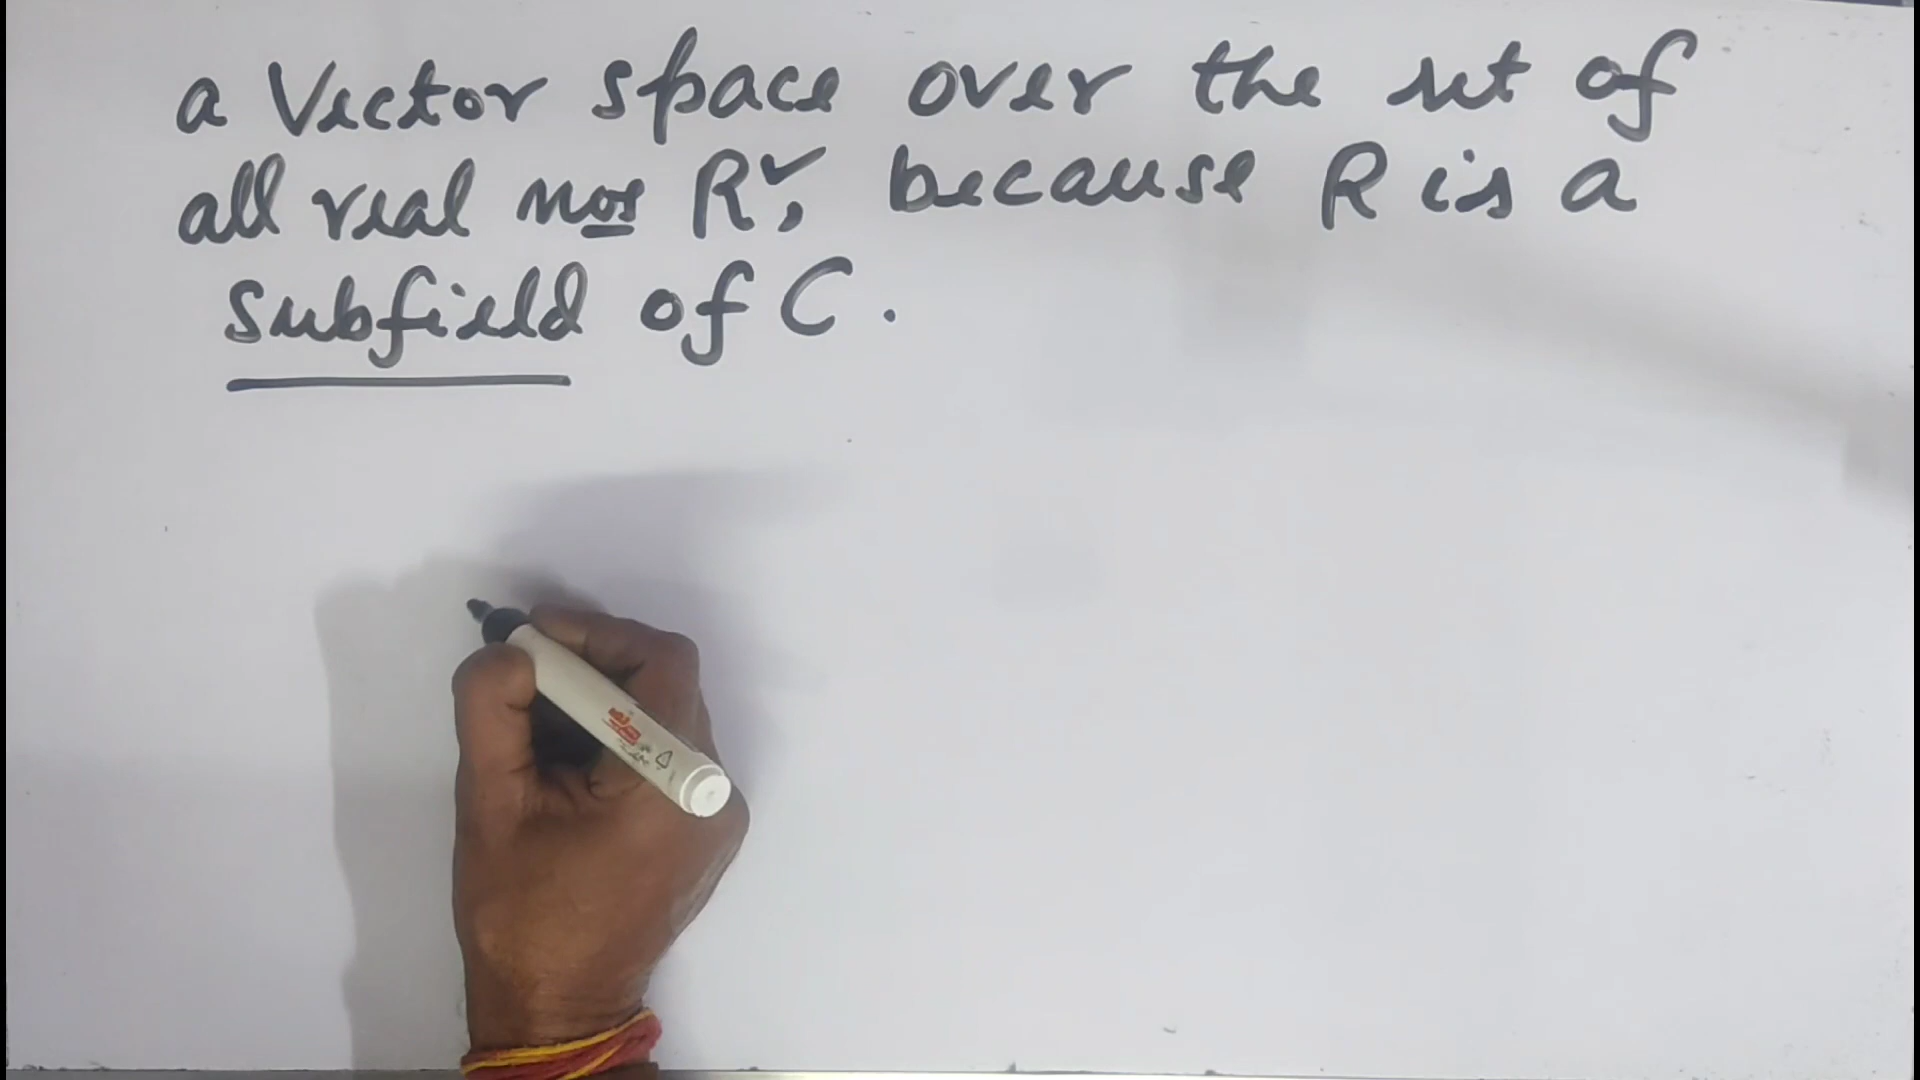 a Vector space over the set of
all real nos R✓, because R is a
subfield of C.